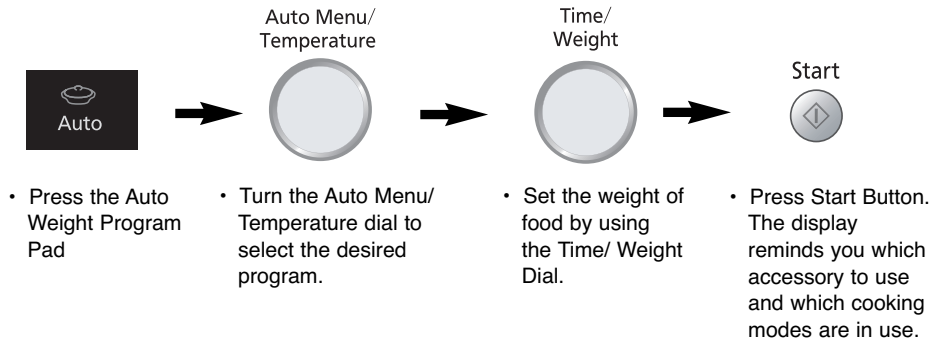 Auto Menu/
Temperature
Time/
Weight
Start
Auto
• Press the Auto
Weight Program
Pad
• Turn the Auto Menu/
Temperature dial to
select the desired
program.
• Set the weight of
food by using
the Time/ Weight
Dial.
• Press Start Button.
The display
reminds you which
accessory to use
and which cooking
modes are in use.